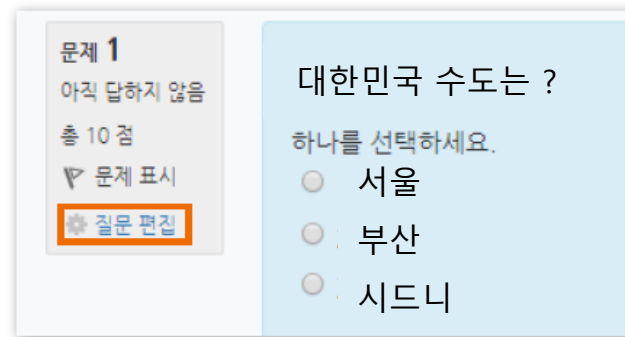 문제 1
아직 답하지 않음
총 10 점
문제 표시
질문 편집
대한민국 수도는 ?
하나를 선택하세요.
서울
부산
시드니